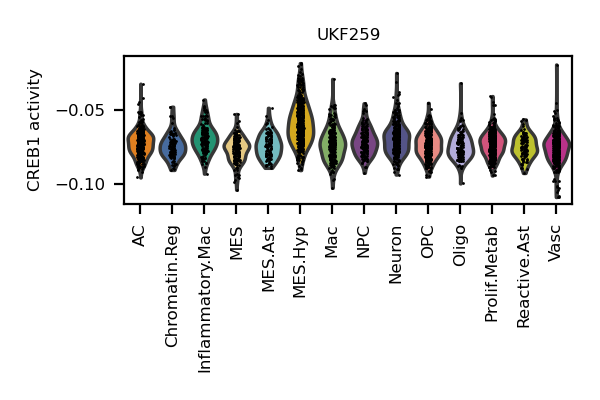 UKF259
CREB1 activity
−0.05
−0.10
AC
Chromatin.Reg
Inflammatory.Mac
MES
MES.Ast
MES.Hyp
Mac
NPC
Neuron
OPC
Oligo
Prolif.Metab
Reactive.Ast
Vasc